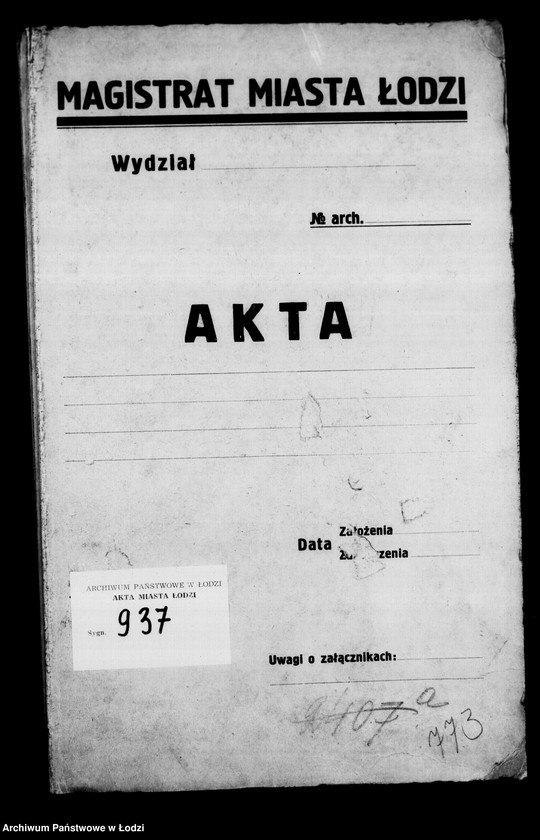 MAGISTRAT MIASTA ŁODZI
Wydział
№ arch.
AKTA
Data
Założenia
ARCHIWUM PAŃSTWOWE W ŁODZI
AKTA MIASTA ŁODZI
Sygn. 937
Uwagi o załącznikach:
a
773
Archiwum Państwowe w Łodzi